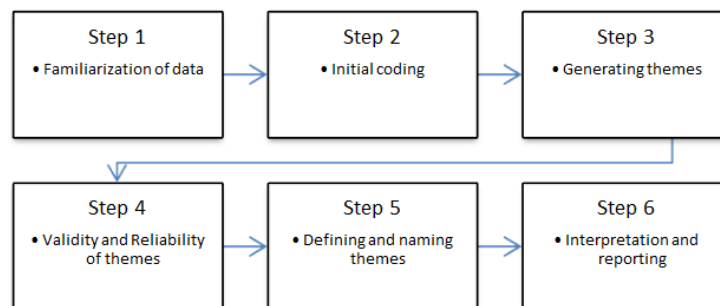 Step 1
• Familiarization of data
Step 2
• Initial coding
Step 3
• Generating themes
Step 4
• Validity and Reliability
of themes
Step 5
• Defining and naming
themes
Step 6
• Interpretation and
reporting